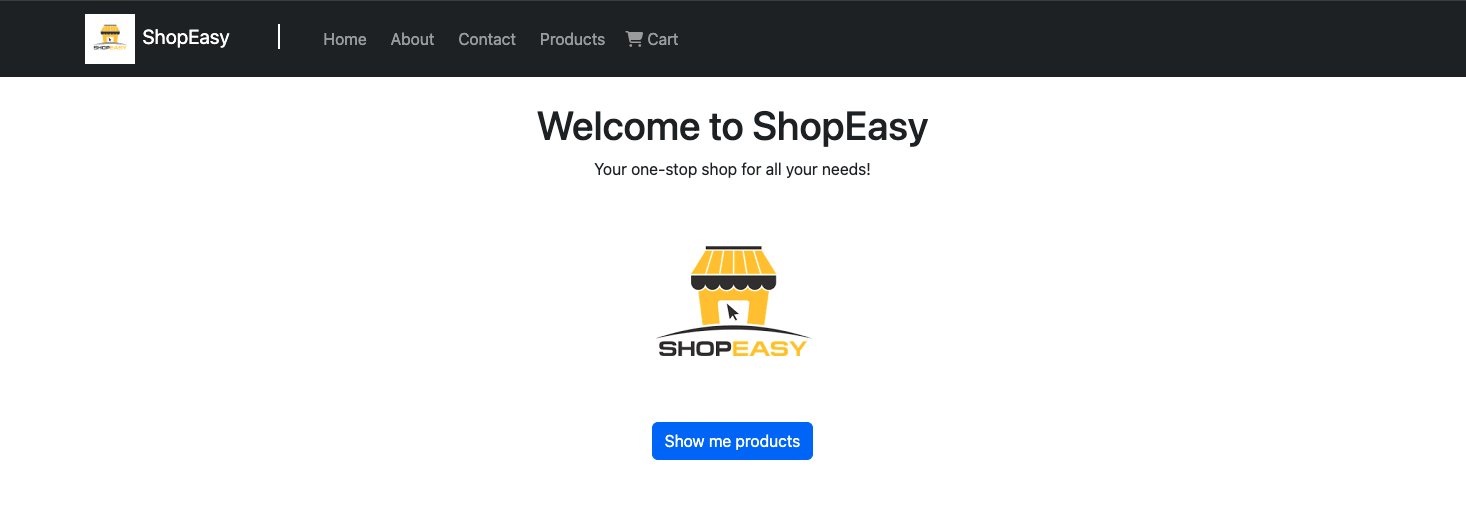 SHOPEASY ShopEasy Home About Contact Products Cart
Welcome to ShopEasy
Your one-stop shop for all your needs!
SHOPEASY
Show me products